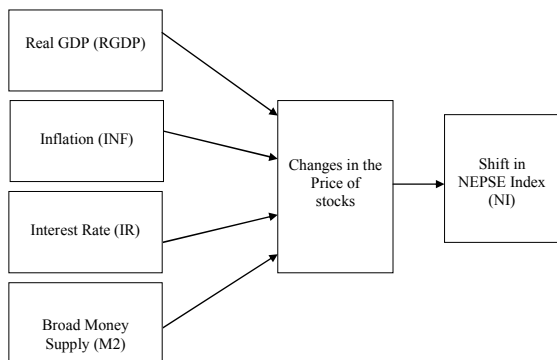 Real GDP (RGDP)
Inflation (INF)
Interest Rate (IR)
Broad Money
Supply (M2)
Changes in the
Price of
stocks
Shift in
NEPSE Index
(NI)